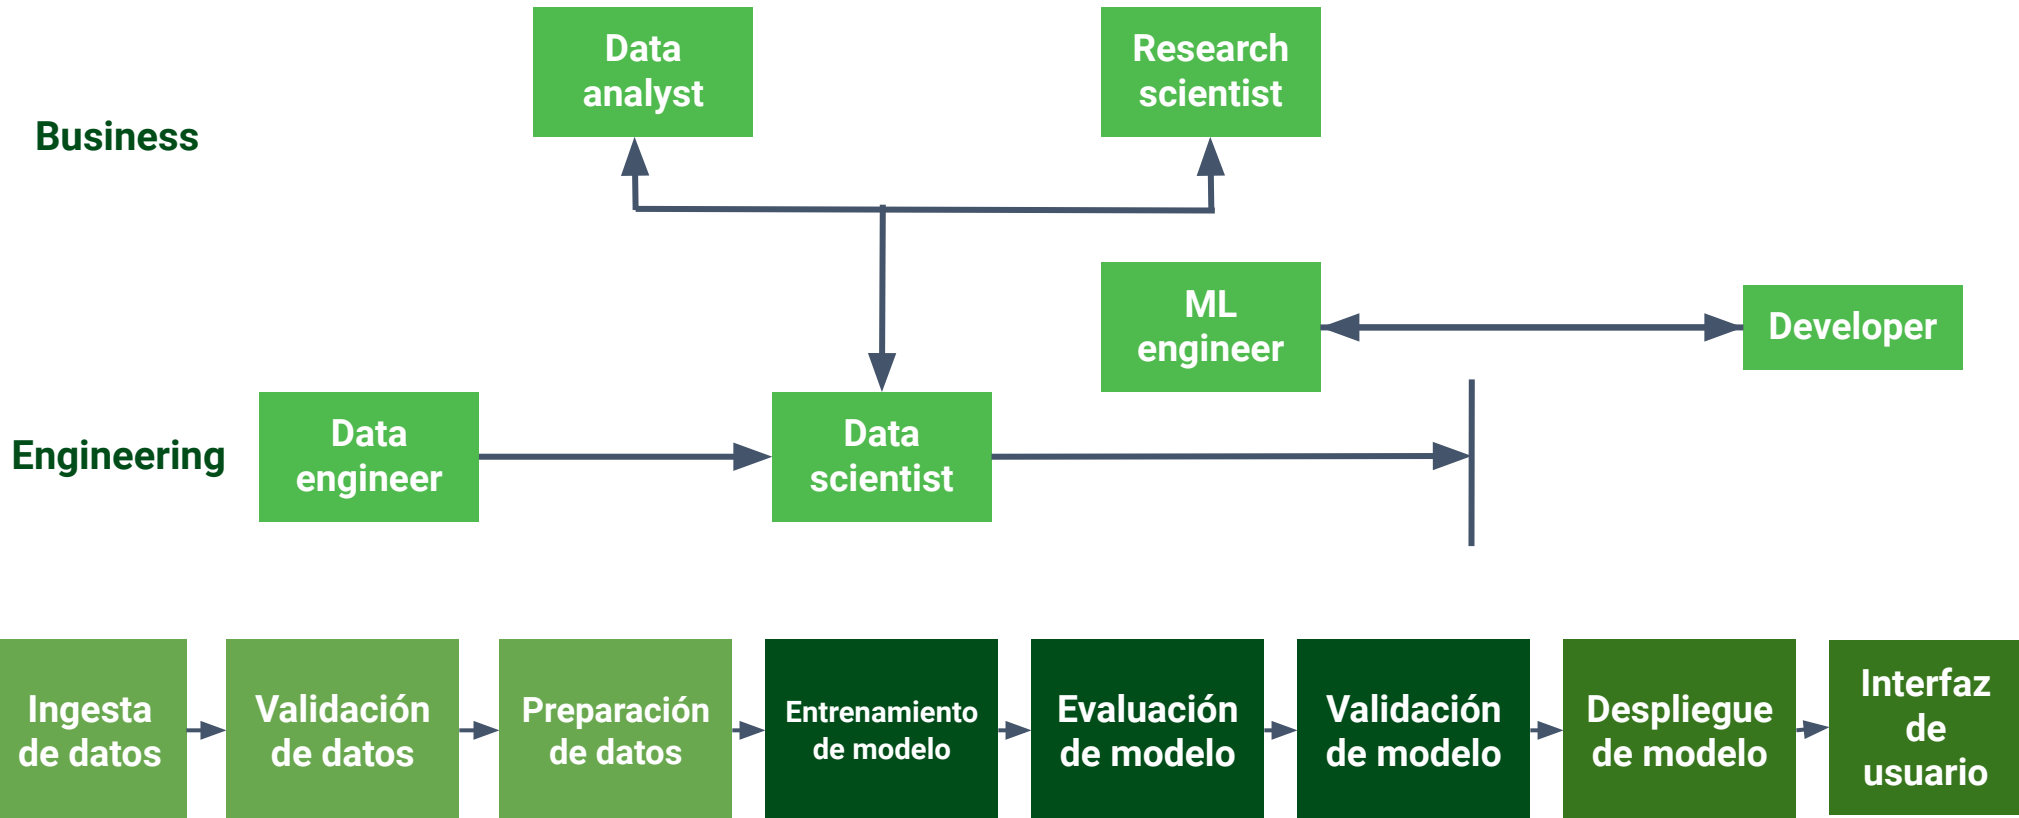 Data
analyst
Research
scientist
Business
ML
engineer
Developer
Data
engineer
Data
scientist
Engineering
Ingesta
de datos
Validación
de datos
Preparación
de datos
Entrenamiento
de modelo
Evaluación
de modelo
Validación
de modelo
Despliegue
de modelo
Interfaz
de
usuario